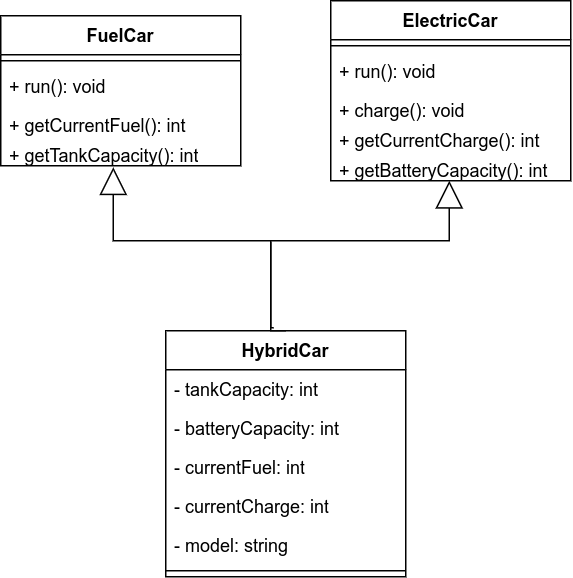 FuelCar
+ run(): void
+ getCurrentFuel(): int
+ getTankCapacity(): int
ElectricCar
+ run(): void
+ charge(): void
+ getCurrentCharge(): int
+ getBatteryCapacity(): int
HybridCar
- tankCapacity: int
- batteryCapacity: int
- currentFuel: int
- currentCharge: int
- model: string